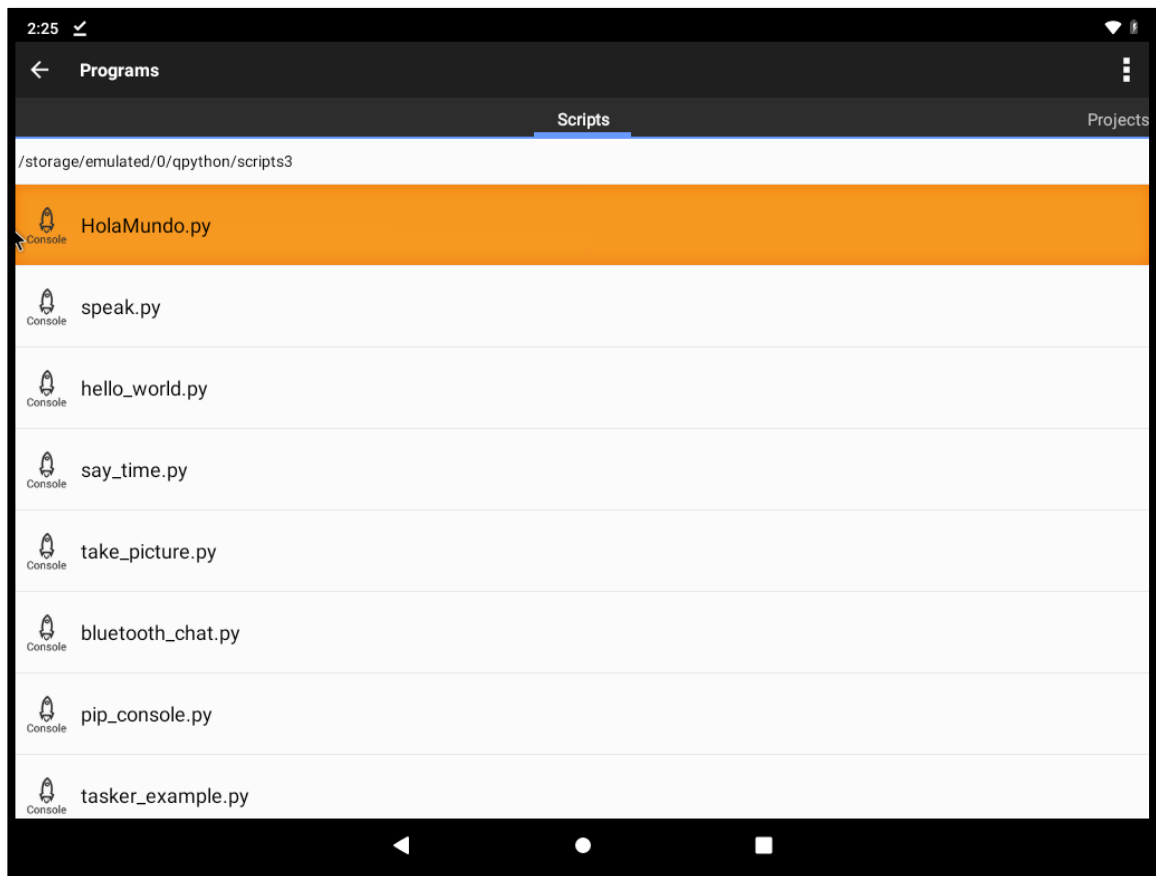 2:25
Programs
Scripts Projects
/storage/emulated/0/qpython/scripts3
HolaMundo.py
Console
speak.py
Console
hello_world.py
Console
say_time.py
Console
take_picture.py
Console
bluetooth_chat.py
Console
pip_console.py
Console
tasker_example.py
Console